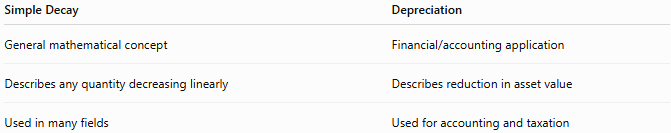 Simple Decay Depreciation
General mathematical concept Financial/accounting application
Describes any quantity decreasing linearly Describes reduction in asset value
Used in many fields Used for accounting and taxation